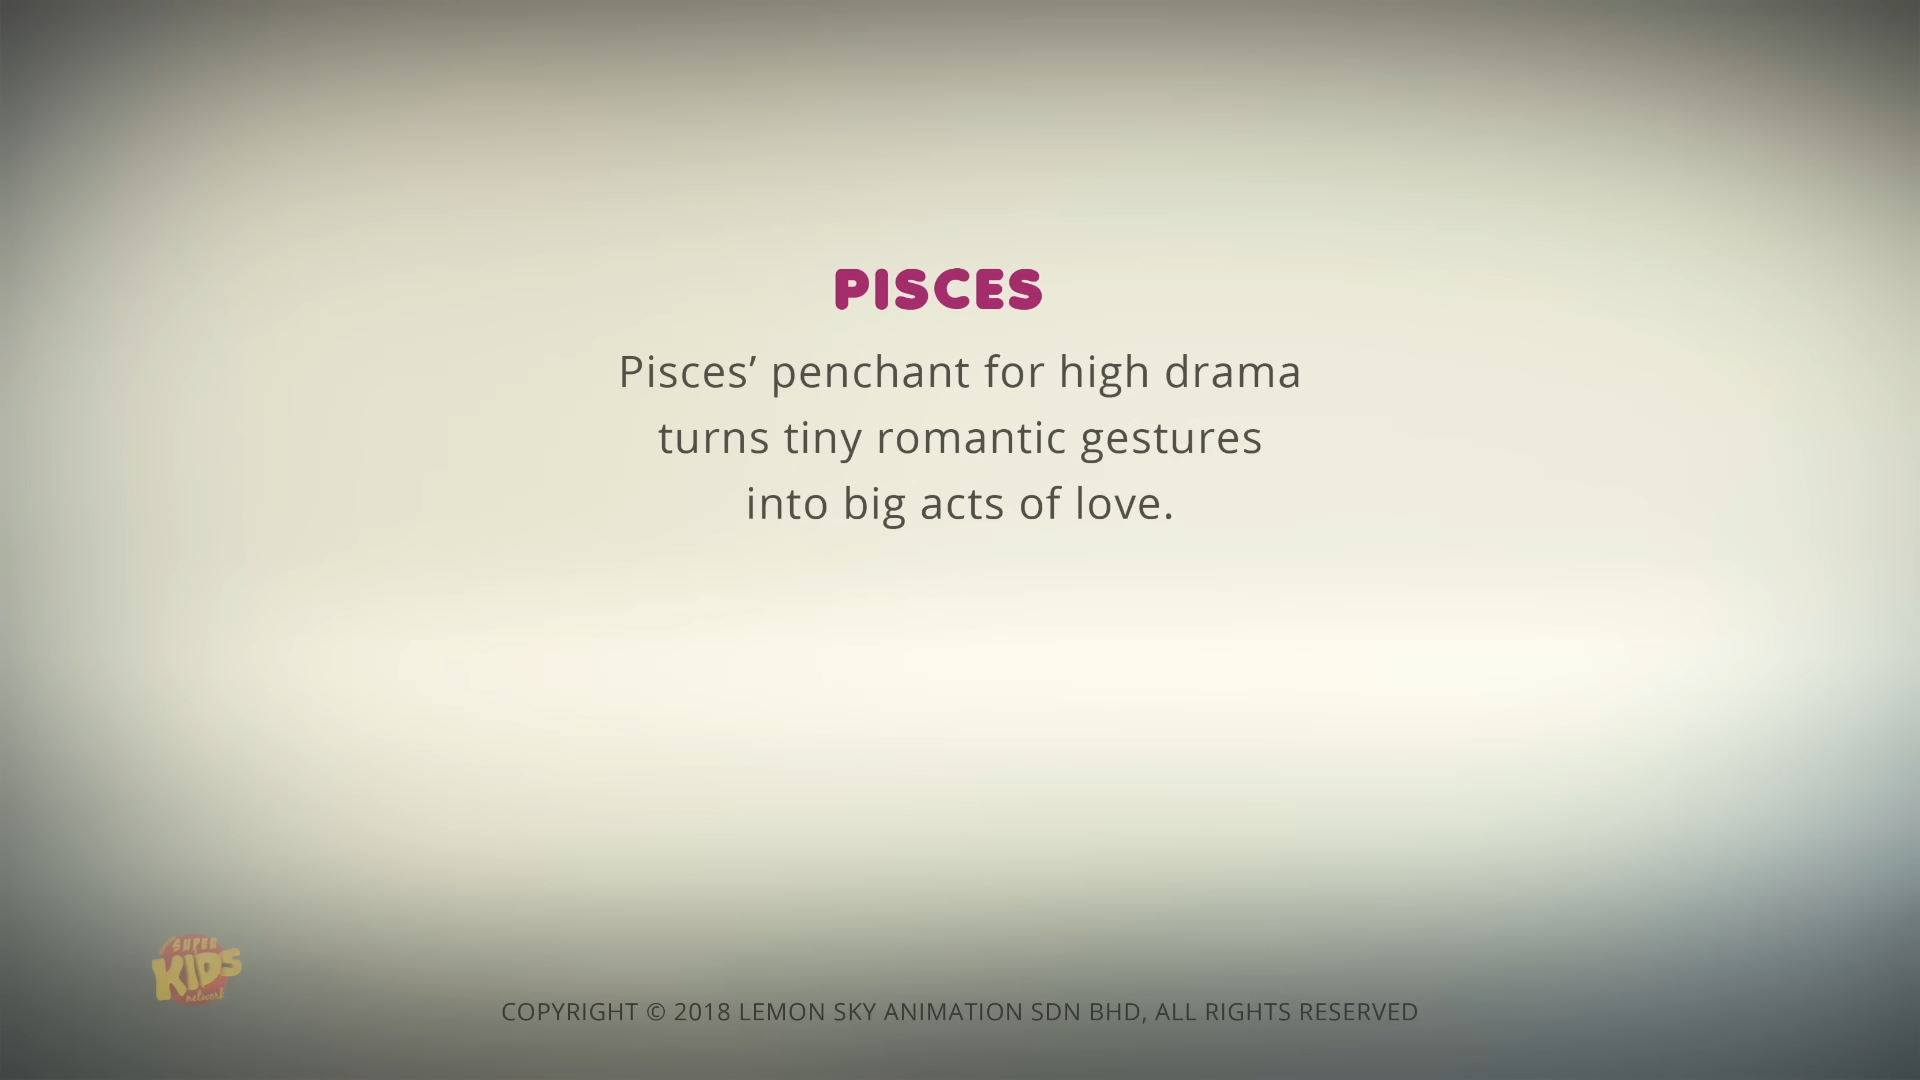 PISCES
Pisces’ penchant for high drama
turns tiny romantic gestures
into big acts of love.
SUPER
KIDS
network
COPYRIGHT © 2018 LEMON SKY ANIMATION SDN BHD, ALL RIGHTS RESERVED